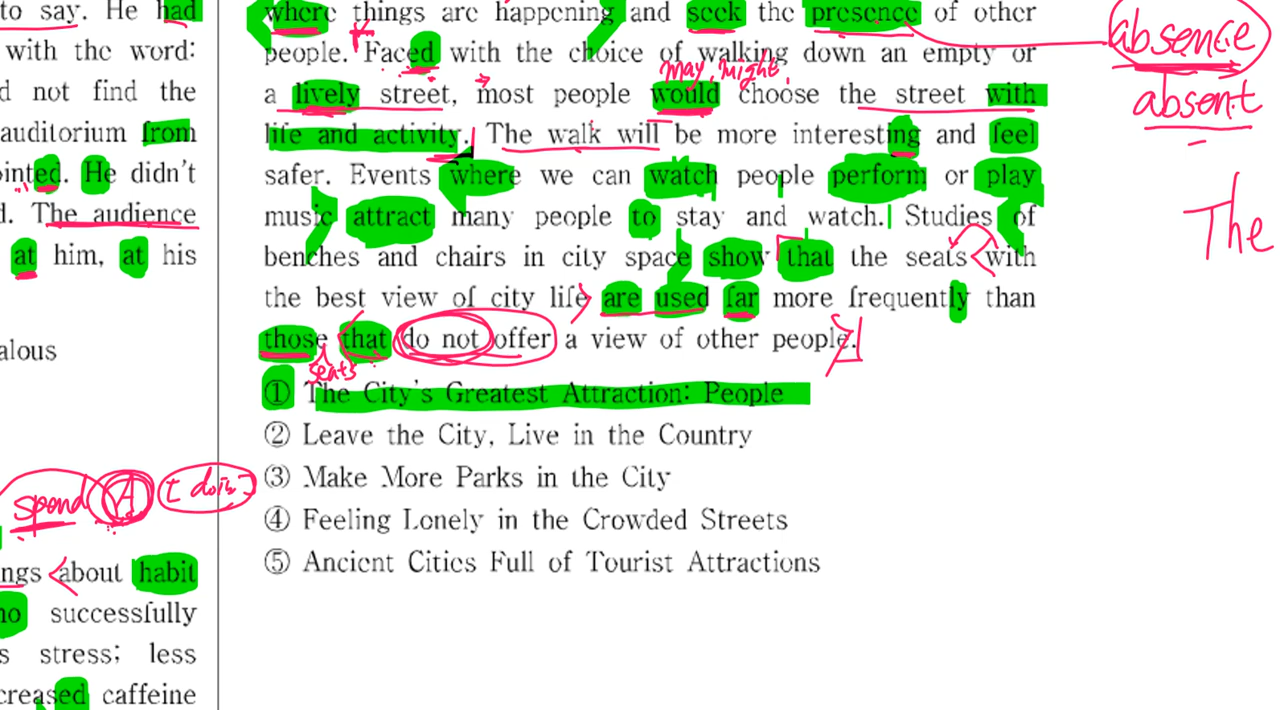 to say. He had
with the word:
d not find the
auditorium from
inted. He didn't
d. The audience
at him, at his
alous
spond A [doing]
ngs about habit
no successfully
s stress; less
creased caffeine
where things are happening and seek the presence of other
people. Faced with the choice of walking down an empty or
may, might
a lively street, most people would choose the street with
life and activity. The walk will be more interesting and feel
safer. Events where we can watch people perform or play
music attract many people to stay and watch. Studies of
benches and chairs in city space show that the seats with
the best view of city life are used far more frequently than
those that do not offer a view of other people.
seats
① The City's Greatest Attraction: People
② Leave the City, Live in the Country
③ Make More Parks in the City
④ Feeling Lonely in the Crowded Streets
⑤ Ancient Cities Full of Tourist Attractions
absence
absent
The